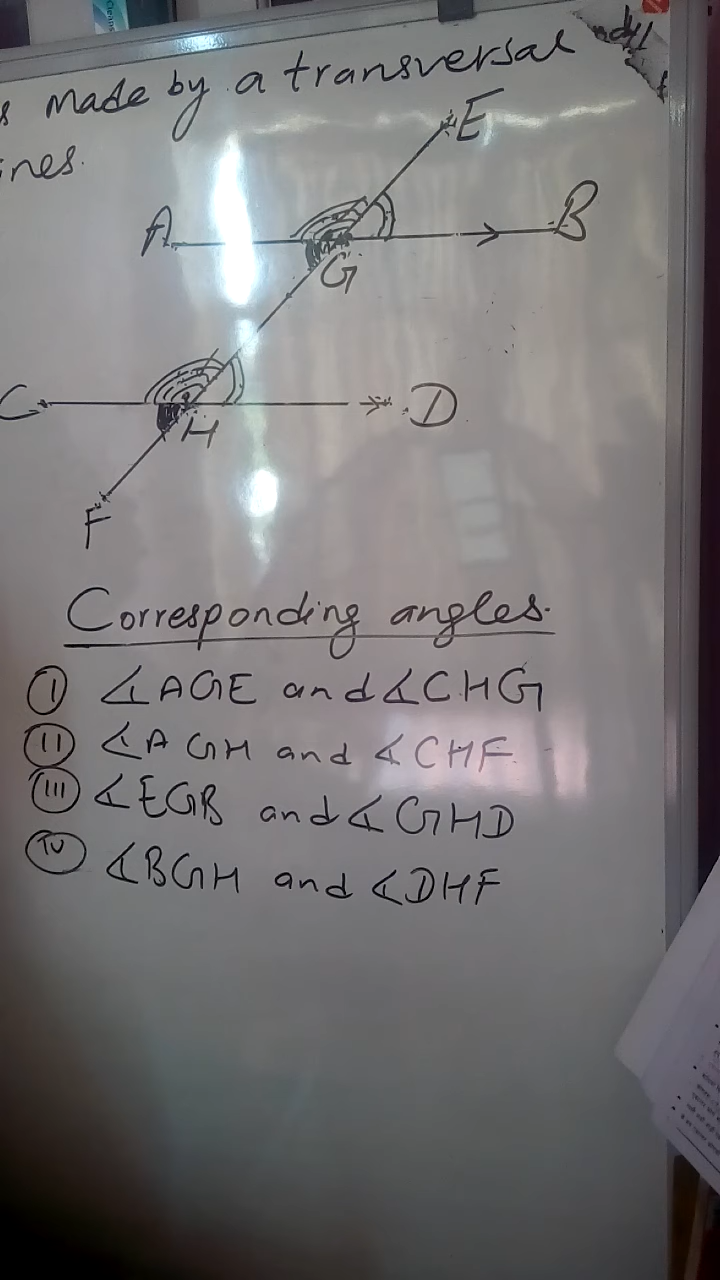 s made by a transversal
ines.
E
A
B
G
C
D
H
F
Corresponding angles.
(I) ∡AGE and ∡CHG
(II) ∡AGH and ∡CHF
(III) ∡EGB and ∡GHD
(IV) ∡BGH and ∡DHF